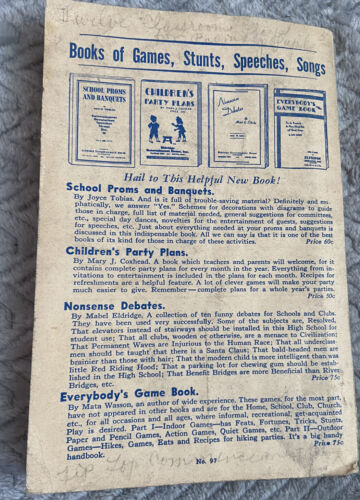 Twelve
Books of Games, Stunts, Speeches, Songs
SCHOOL PROMS
AND BANQUETS
CHILDREN'S
PARTY PLANS
Nonsense
Debates
EVERYBODY'S
GAME BOOK
Hail to This Helpful New Book!
School Proms and Banquets.
By Joyce Tobias. And is it full of trouble-saving material? Definitely and em-
phatically, we answer "Yes." Schemes for decorations with diagrams to guide
those in charge, full list of material needed, general suggestions for committees,
etc., special day dances, novelties for the entertainment of guests, suggestions
for speeches, etc. Just about everything needed at your proms and banquets is
discussed in this indispensable book. All we can say is that it is one of the best
books of its kind for those in charge of these activities. Price 60c
Children's Party Plans.
By Mary J. Coxhead. A book which teachers and parents will welcome, for it
contains complete party plans for every month in the year. Everything from in-
vitations to entertainment is included in the plans for each month. Recipes for
refreshments are a helpful feature. A lot of clever games will make your party
much easier to give. Remember—complete plans for a whole year's parties.
Price 50c
Nonsense Debates.
By Mabel Eldridge. A collection of ten funny debates for Schools and Clubs.
They have been used very successfully. Some of the subjects are, Resolved,
That elevators instead of stairways should be installed in this High School for
student use; That all clubs, wooden or otherwise, are a menace to Civilization;
That Permanent Waves are Injurious to the Human Race; That all underclass-
men should be taught that there is a Santa Claus; That bald-headed men are
brainier than those with hair; That the modern child is more intelligent than was
little Red Riding Hood; That a parking lot for chewing gum should be estab-
lished in the High School; That Benefit Bridges are more Beneficial than River
Bridges, etc. Price 75c
Everybody's Game Book.
By Mata Wasson, an author of wide experience. These games, for the most part,
have not appeared in other books and are for the Home, School, Club, Church,
etc., for all occasions and all ages, where informal, recreational, get-acquainted
Play is desired. Part I—Indoor Games—has Feats, Fortunes, Tricks, Stunts,
Paper and Pencil Games, Action Games, Quiet Games, etc. Part II—Outdoor
Games—Hikes, Games, Eats and Recipes for hiking parties. It's a big handy
handbook. Price 75c
No. 97